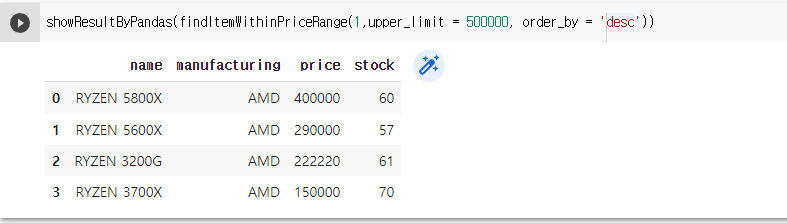 showResultByPandas(findItemWithinPriceRange(1,upper_limit = 500000, order_by = 'desc'))
name manufacturing price stock
0 RYZEN 5800X AMD 400000 60
1 RYZEN 5600X AMD 290000 57
2 RYZEN 3200G AMD 222220 61
3 RYZEN 3700X AMD 150000 70